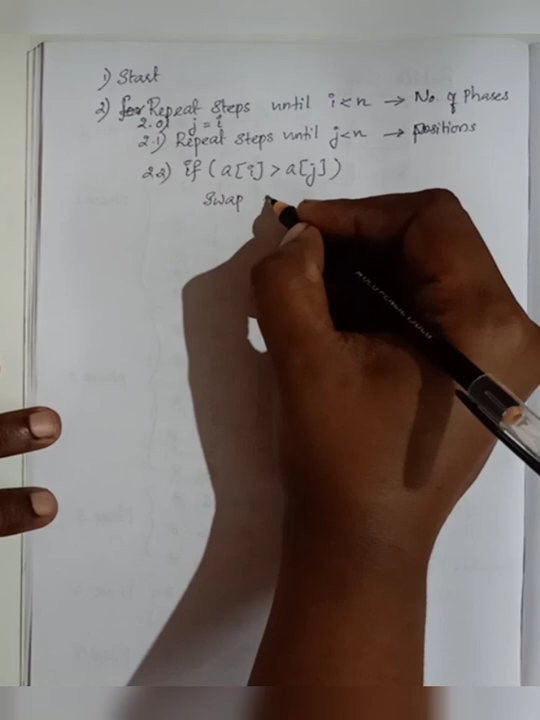 1) Start
2) Repeat Steps until i<n → No. of Phases
2.0) j = i
2.1) Repeat Steps until j<n → positions
2.2) if (a[i] > a[j])
Swap